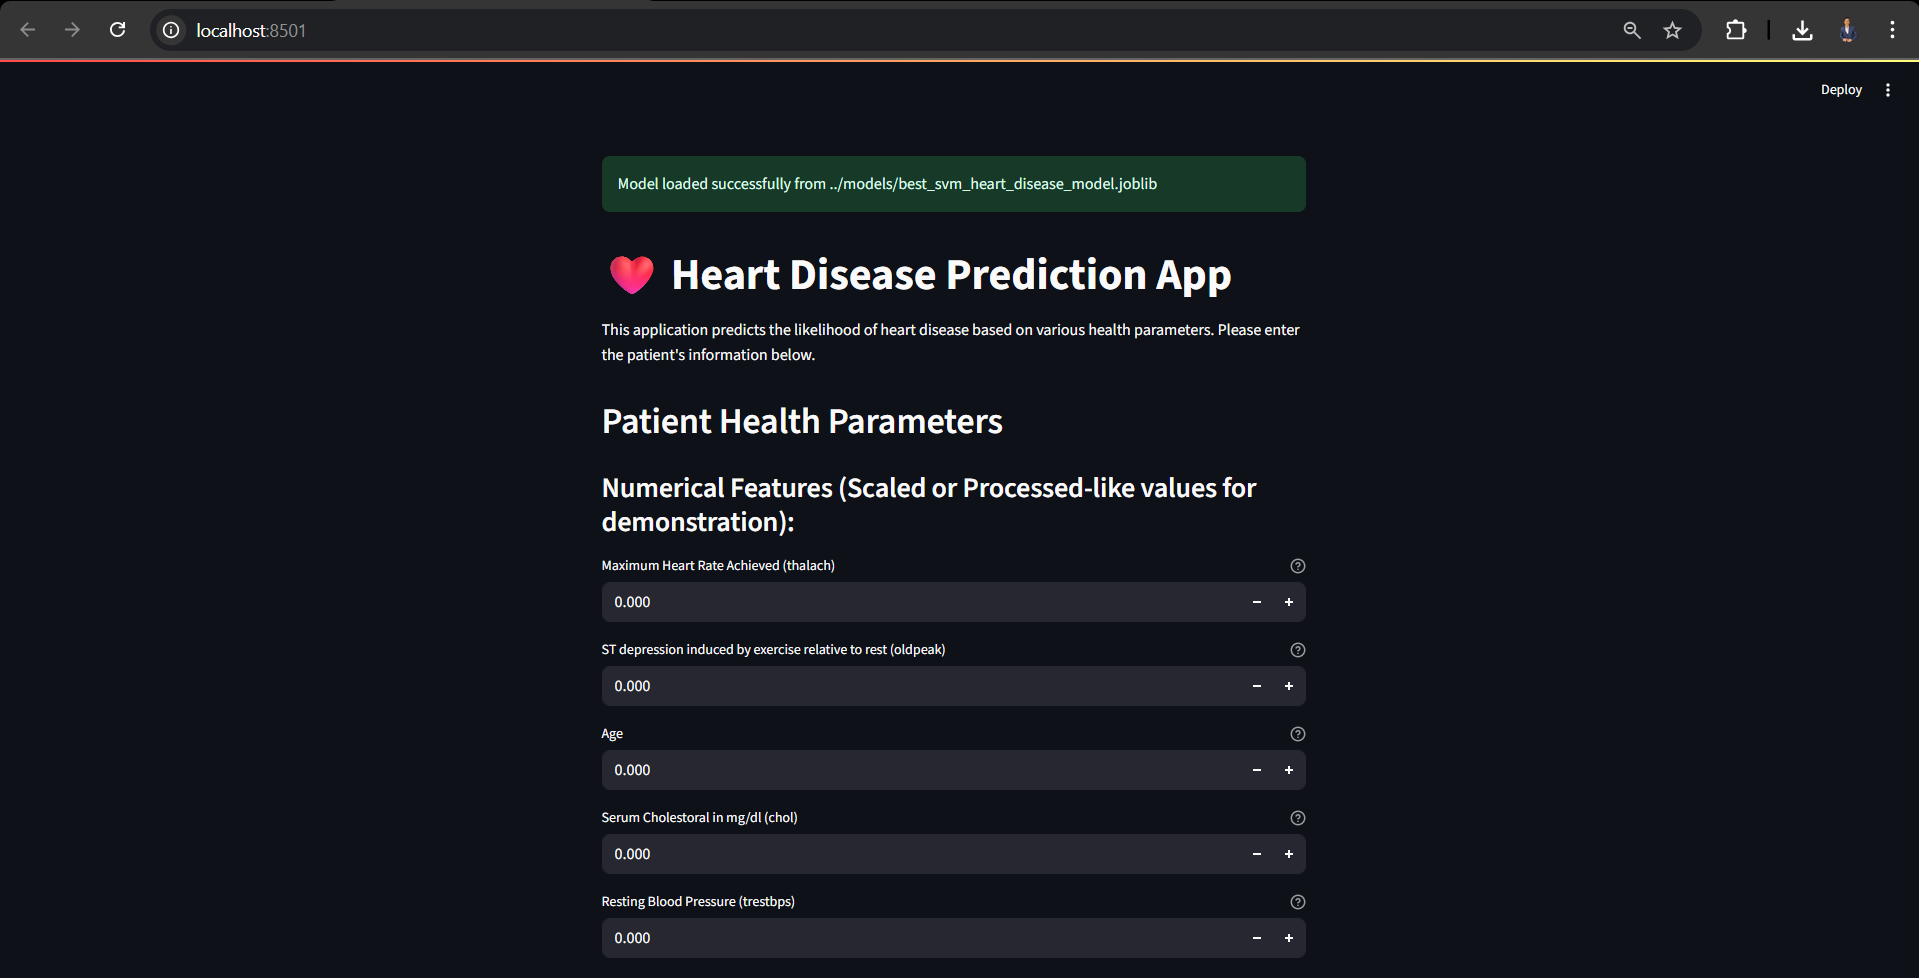 localhost:8501
Deploy
Model loaded successfully from ../models/best_svm_heart_disease_model.joblib
Heart Disease Prediction App
This application predicts the likelihood of heart disease based on various health parameters. Please enter
the patient's information below.
Patient Health Parameters
Numerical Features (Scaled or Processed-like values for
demonstration):
Maximum Heart Rate Achieved (thalach)
0.000
ST depression induced by exercise relative to rest (oldpeak)
0.000
Age
0.000
Serum Cholestoral in mg/dl (chol)
0.000
Resting Blood Pressure (trestbps)
0.000